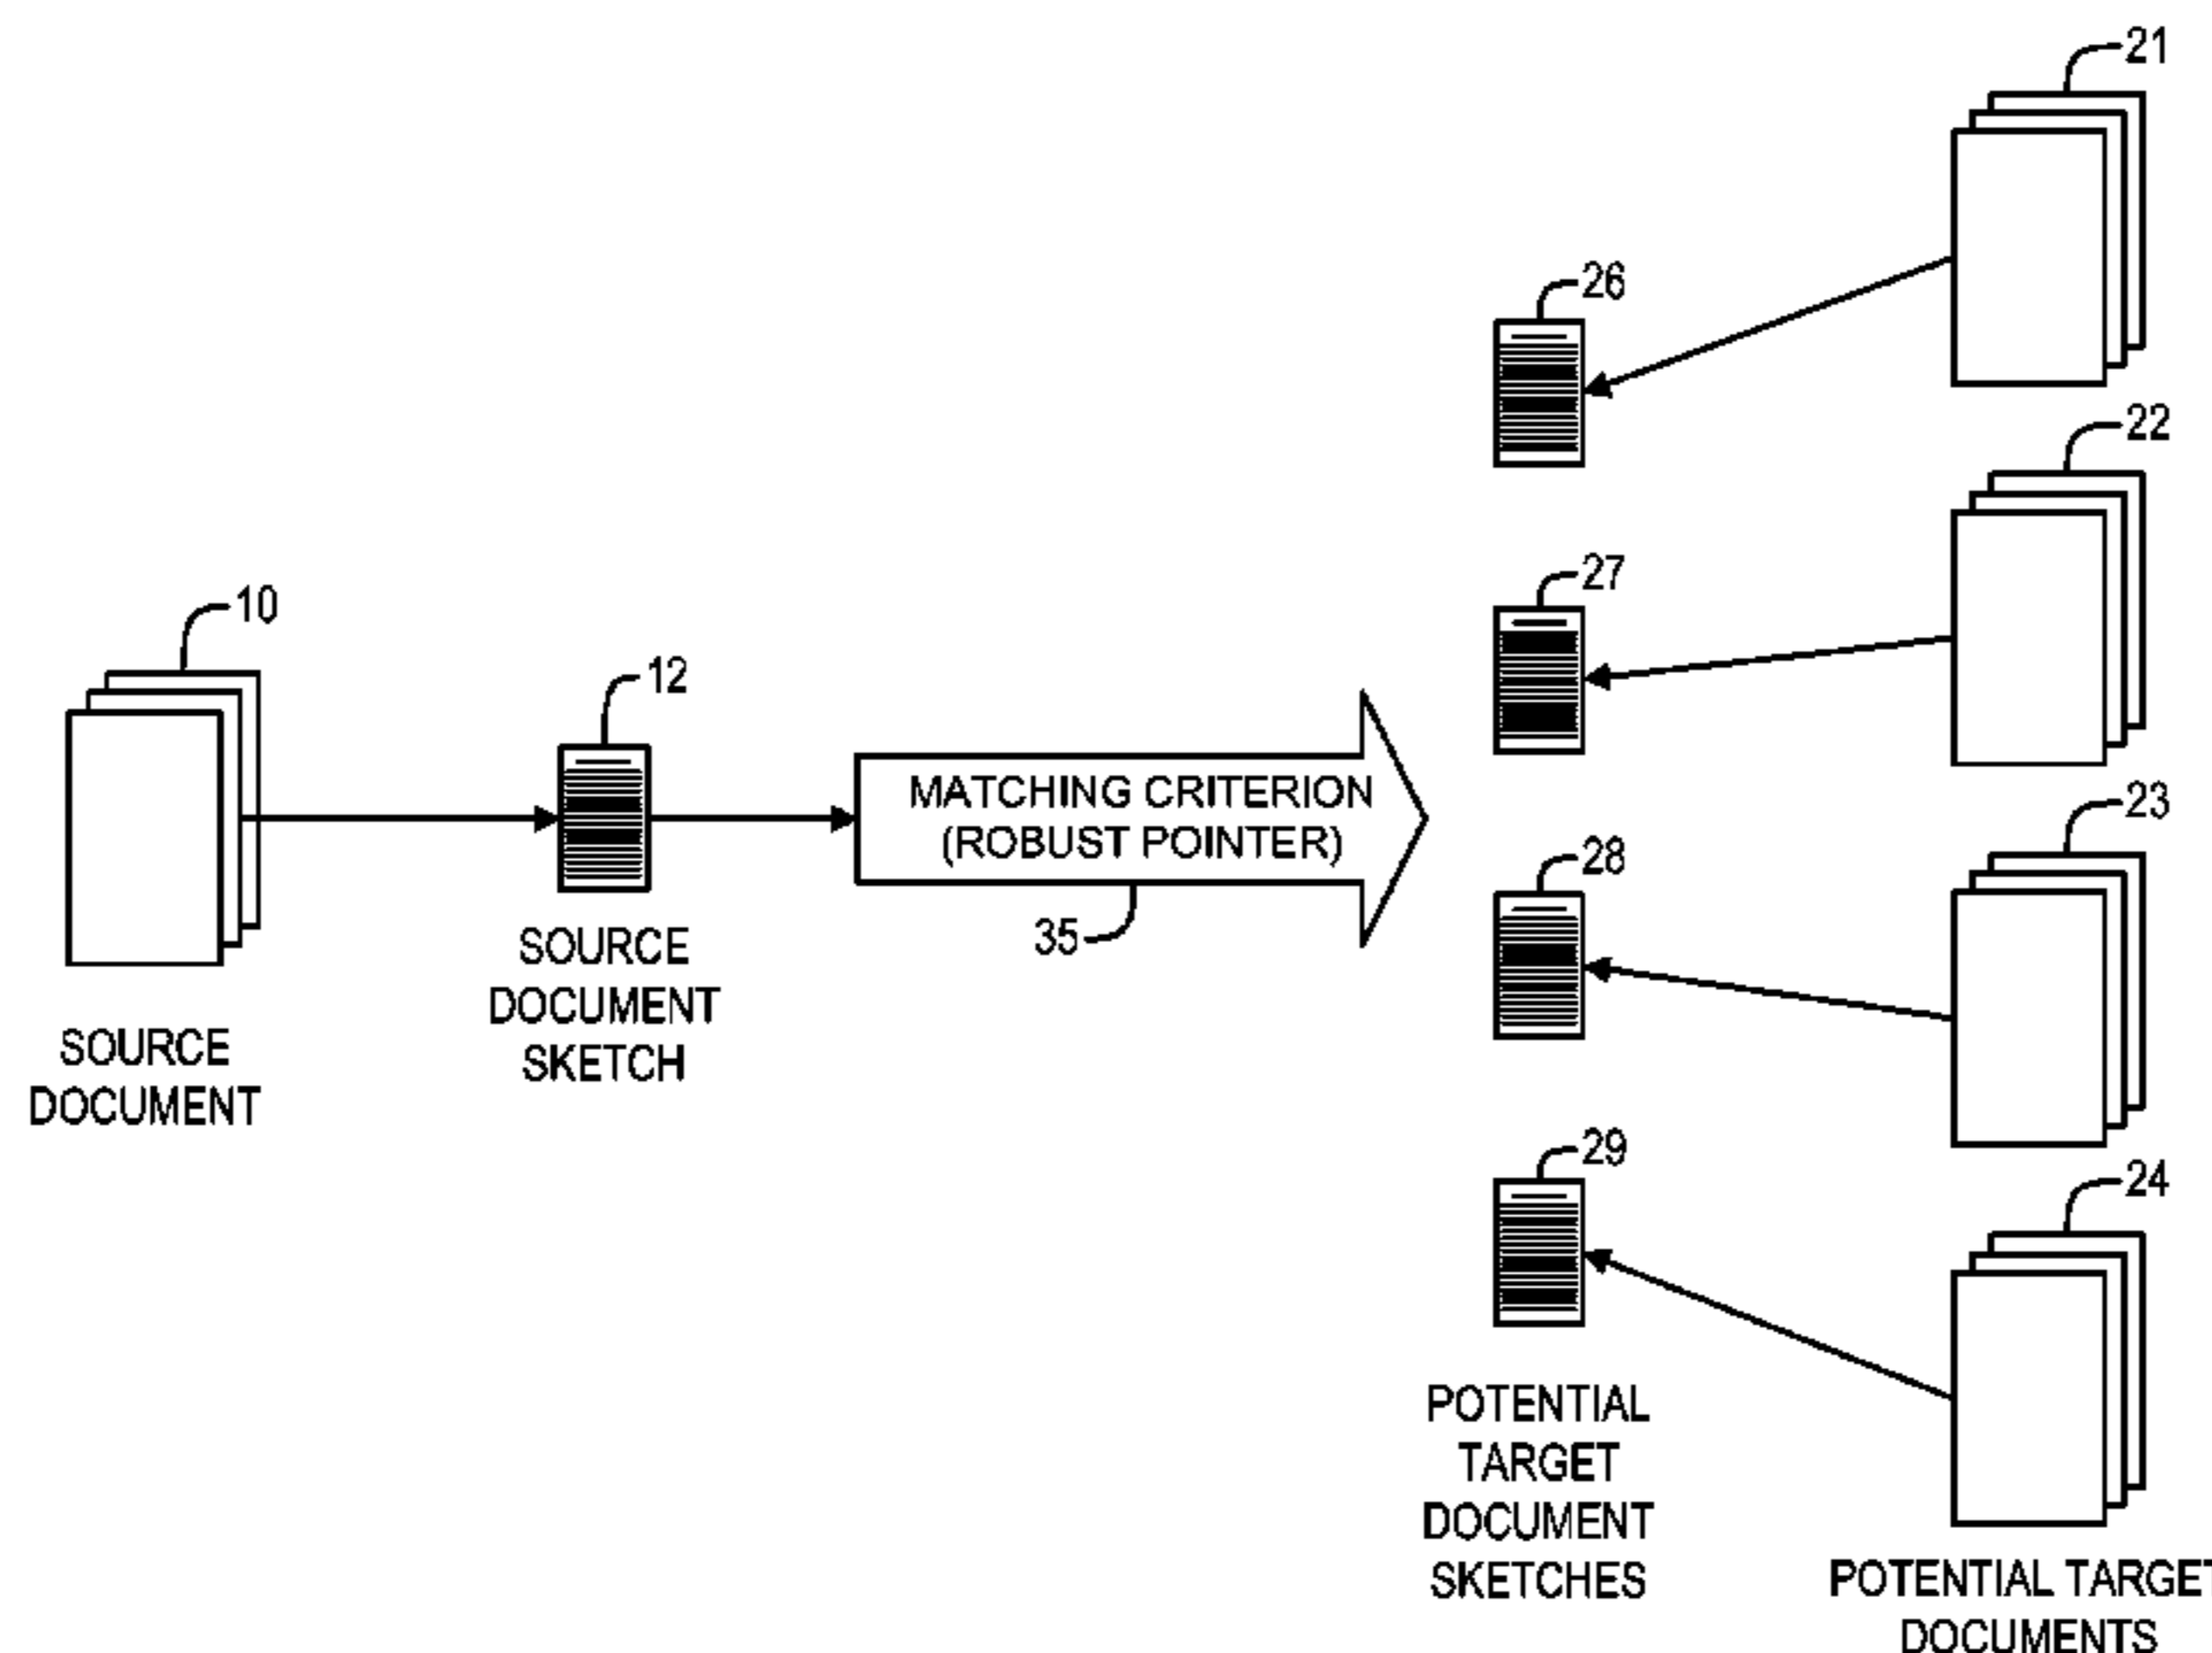 21
26
22
27
10
12
MATCHING CRITERION
(ROBUST POINTER)
23
28
35
SOURCE
DOCUMENT
SKETCH
SOURCE
DOCUMENT
29
24
POTENTIAL
TARGET
DOCUMENT
SKETCHES
POTENTIAL TARGET
DOCUMENTS